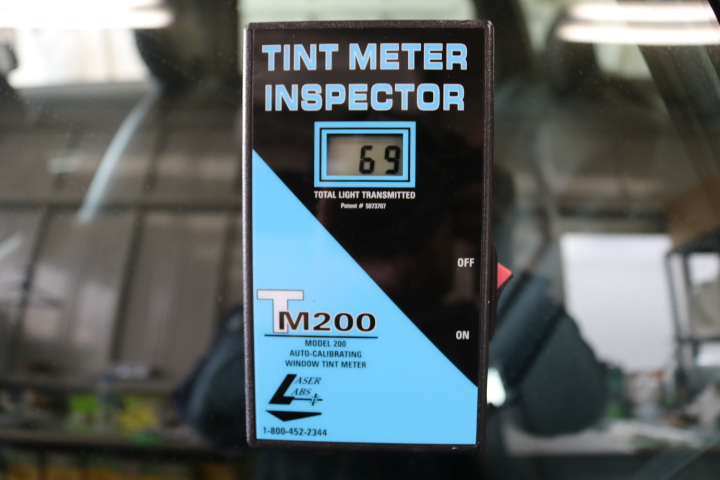 TINT METER
INSPECTOR
69
TOTAL LIGHT TRANSMITTED
Patent # 5073707
OFF
ON
TM200
MODEL 200
AUTO-CALIBRATING
WINDOW TINT METER
LASER
LABS
1-800-452-2344